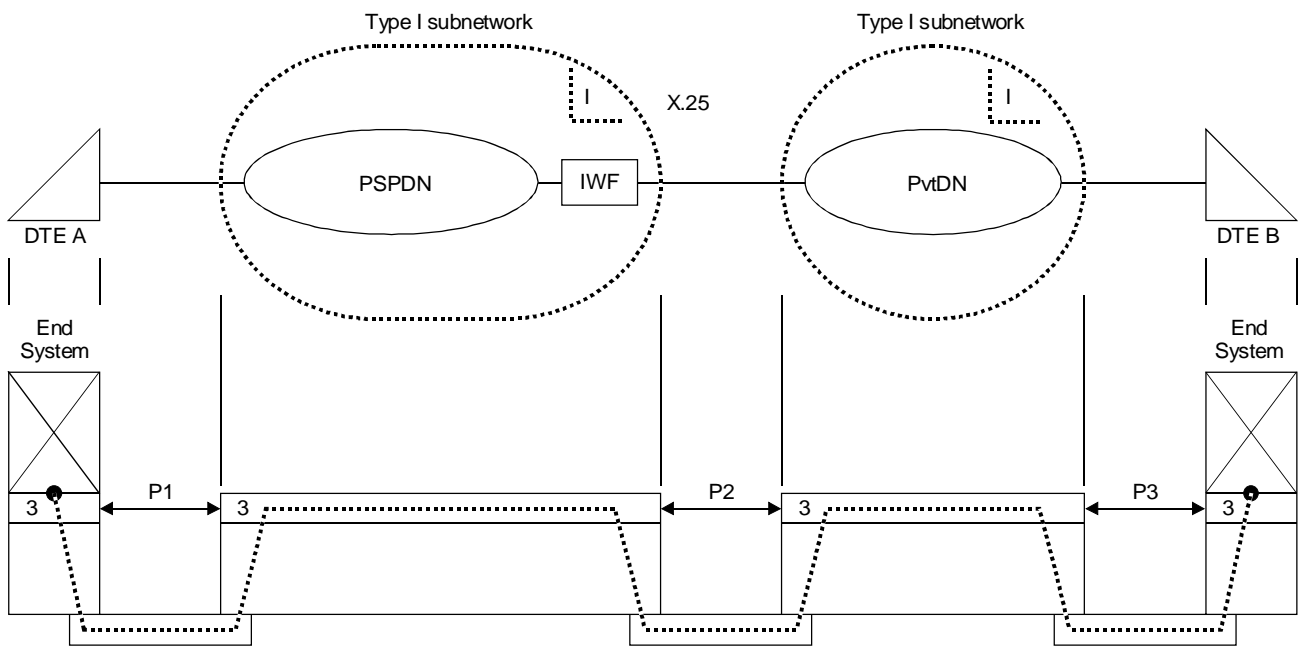 Type I subnetwork
Type I subnetwork
I
X.25
I
PSPDN
IWF
PvtDN
DTE A
DTE B
End
System
End
System
P1
P2
P3
3
3
3
3